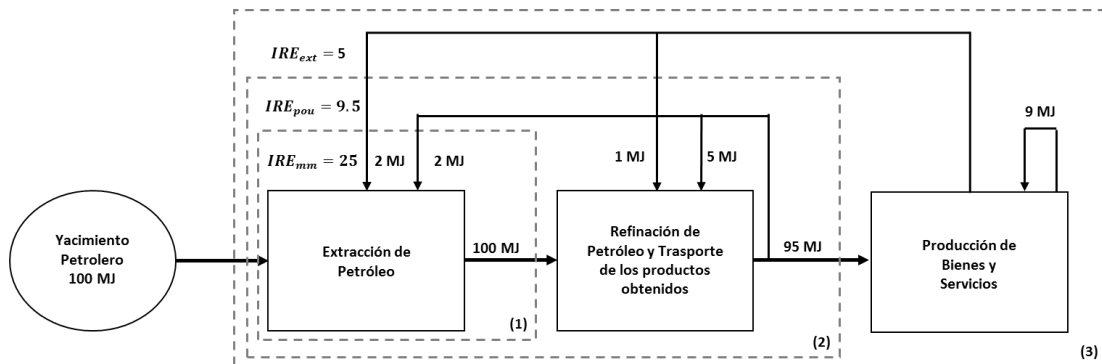 IRE_ext = 5
IRE_pou = 9.5
IRE_mm = 25
2 MJ
2 MJ
1 MJ
5 MJ
9 MJ
Yacimiento
Petrolero
100 MJ
Extracción de
Petróleo
100 MJ
Refinación de
Petróleo y Trasporte
de los productos
obtenidos
95 MJ
Producción de
Bienes y
Servicios
(1)
(2)
(3)